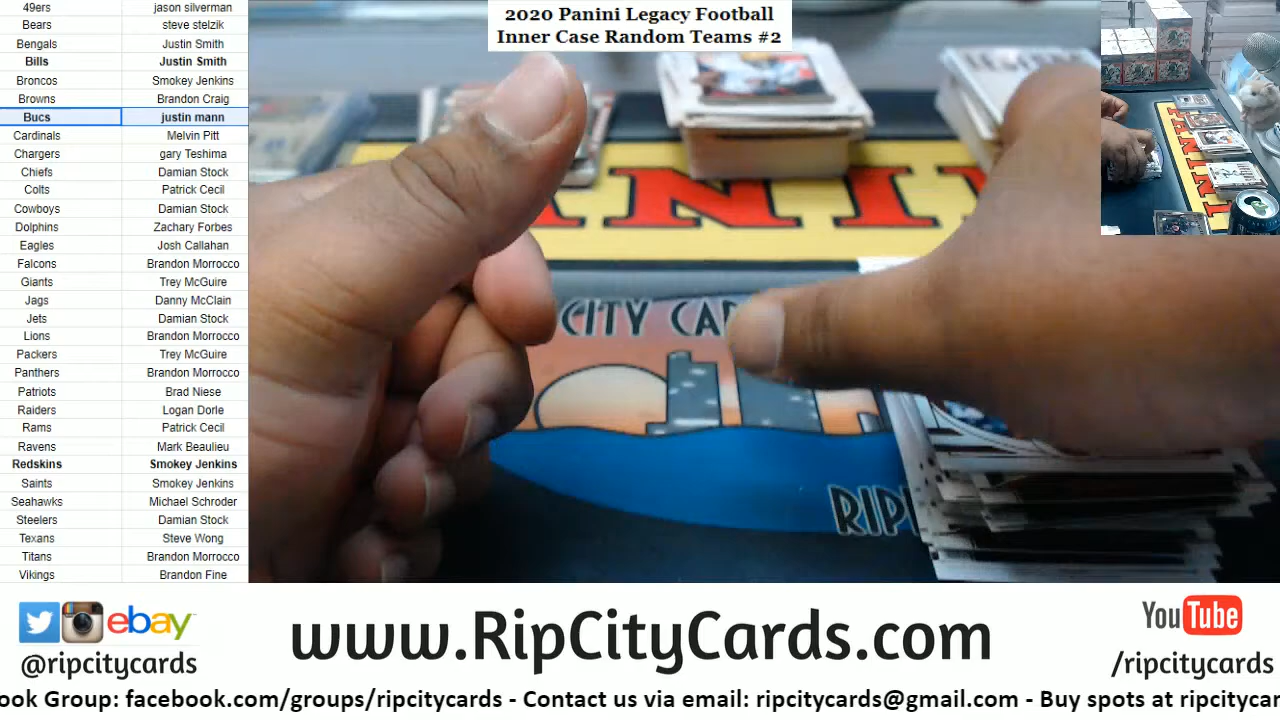 2020 Panini Legacy Football
Inner Case Random Teams #2
49ers jason silverman
Bears steve stelzik
Bengals Justin Smith
Bills Justin Smith
Broncos Smokey Jenkins
Browns Brandon Craig
Bucs justin mann
Cardinals Melvin Pitt
Chargers gary Teshima
Chiefs Damian Stock
Colts Patrick Cecil
Cowboys Damian Stock
Dolphins Zachary Forbes
Eagles Josh Callahan
Falcons Brandon Morrocco
Giants Trey McGuire
Jags Danny McClain
Jets Damian Stock
Lions Brandon Morrocco
Packers Trey McGuire
Panthers Brandon Morrocco
Patriots Brad Niese
Raiders Logan Dorle
Rams Patrick Cecil
Ravens Mark Beaulieu
Redskins Smokey Jenkins
Saints Smokey Jenkins
Seahawks Michael Schroder
Steelers Damian Stock
Texans Steve Wong
Titans Brandon Morrocco
Vikings Brandon Fine
NINI
CITY CAR
RIP
ebay
@ripcitycards
www.RipCityCards.com
YouTube
/ripcitycards
ook Group: facebook.com/groups/ripcitycards - Contact us via email: ripcitycards@gmail.com - Buy spots at ripcitycar